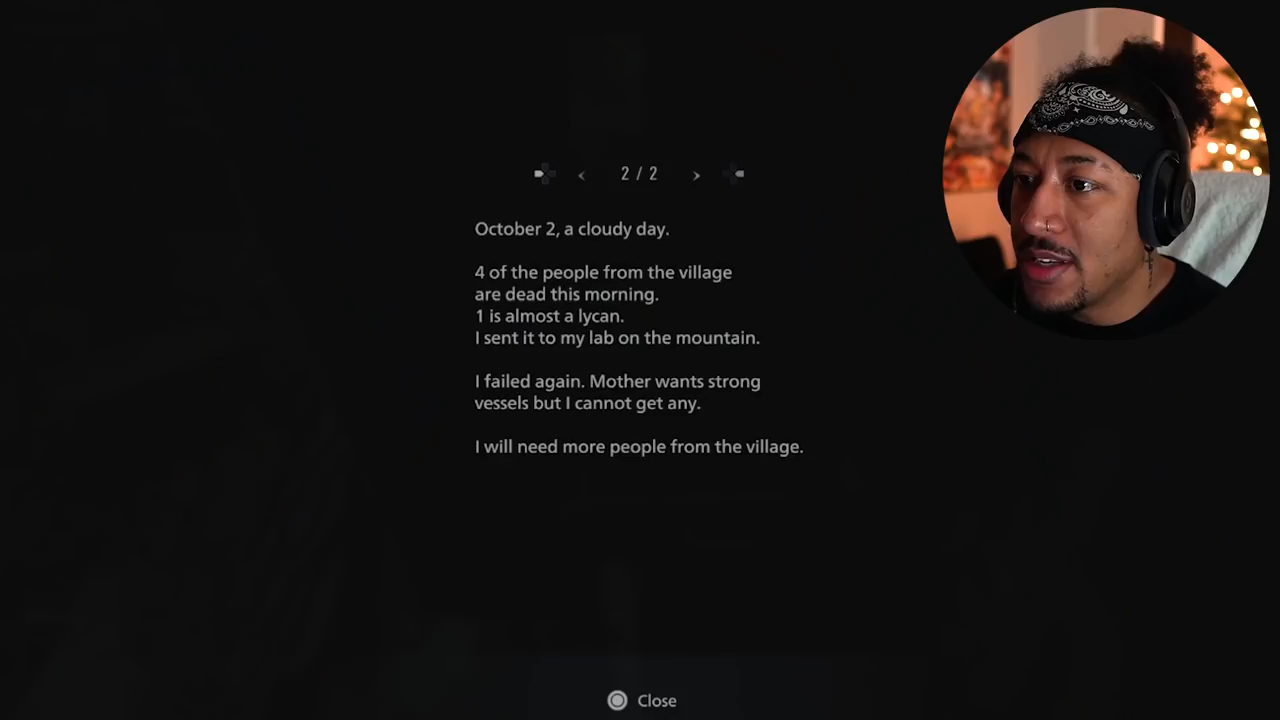 2 / 2
October 2, a cloudy day.
4 of the people from the village
are dead this morning.
1 is almost a lycan.
I sent it to my lab on the mountain.
I failed again. Mother wants strong
vessels but I cannot get any.
I will need more people from the village.
Close